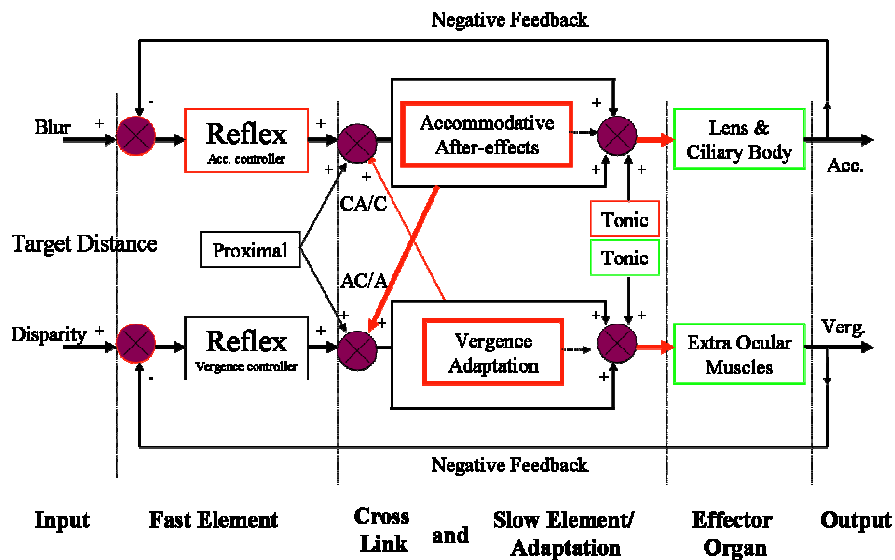 Negative Feedback
Blur
+
-
Reflex
Acc. controller
+
+
+
Accommodative
After-effects
+
+
+
Lens &
Ciliary Body
Acc.
CA/C
Target Distance
Proximal
Tonic
Tonic
AC/A
Disparity
+
-
Reflex
Vergence controller
+
+
+
Vergence
Adaptation
+
+
+
Extra Ocular
Muscles
Verg.
Negative Feedback
Input
Fast Element
Cross
Link
and
Slow Element/
Adaptation
Effector
Organ
Output